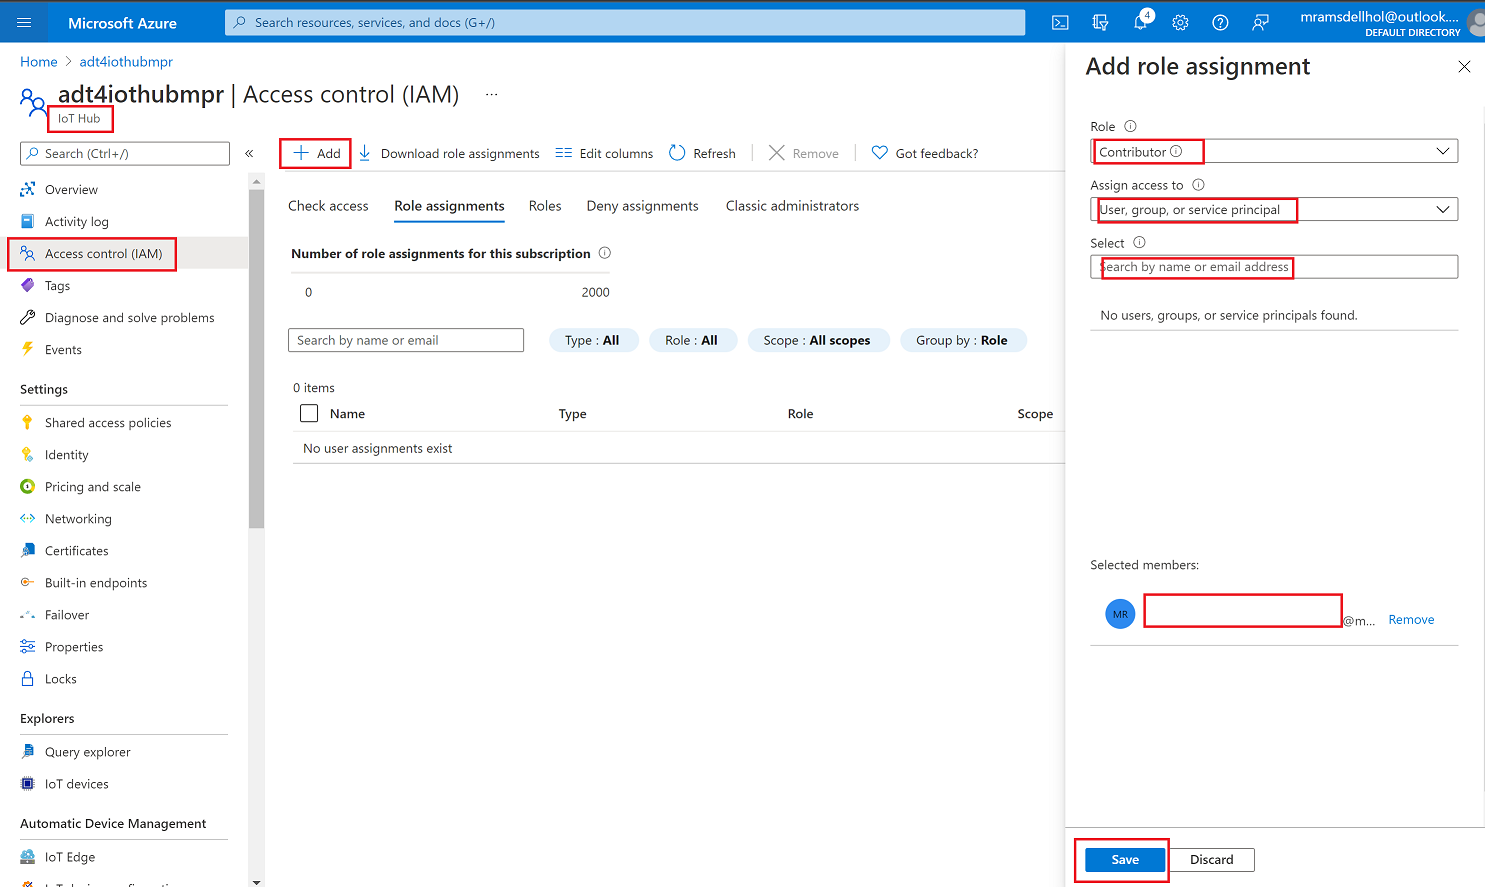 Microsoft Azure
Search resources, services, and docs (G+/)
4
mramsdellhol@outlook....
DEFAULT DIRECTORY
Home > adt4iothubmpr
adt4iothubmpr | Access control (IAM) ...
IoT Hub
Search (Ctrl+/)
«
Overview
Activity log
Access control (IAM)
Tags
Diagnose and solve problems
Events
Settings
Shared access policies
Identity
Pricing and scale
Networking
Certificates
Built-in endpoints
Failover
Properties
Locks
Explorers
Query explorer
IoT devices
Automatic Device Management
IoT Edge
Add
Download role assignments
Edit columns
Refresh
Remove
Got feedback?
Check access
Role assignments
Roles
Deny assignments
Classic administrators
Number of role assignments for this subscription
0
2000
Search by name or email
Type : All
Role : All
Scope : All scopes
Group by : Role
0 items
Name
Type
Role
Scope
No user assignments exist
Add role assignment
Role
Contributor
Assign access to
User, group, or service principal
Select
Search by name or email address
No users, groups, or service principals found.
Selected members:
MR
@m...
Remove
Save
Discard